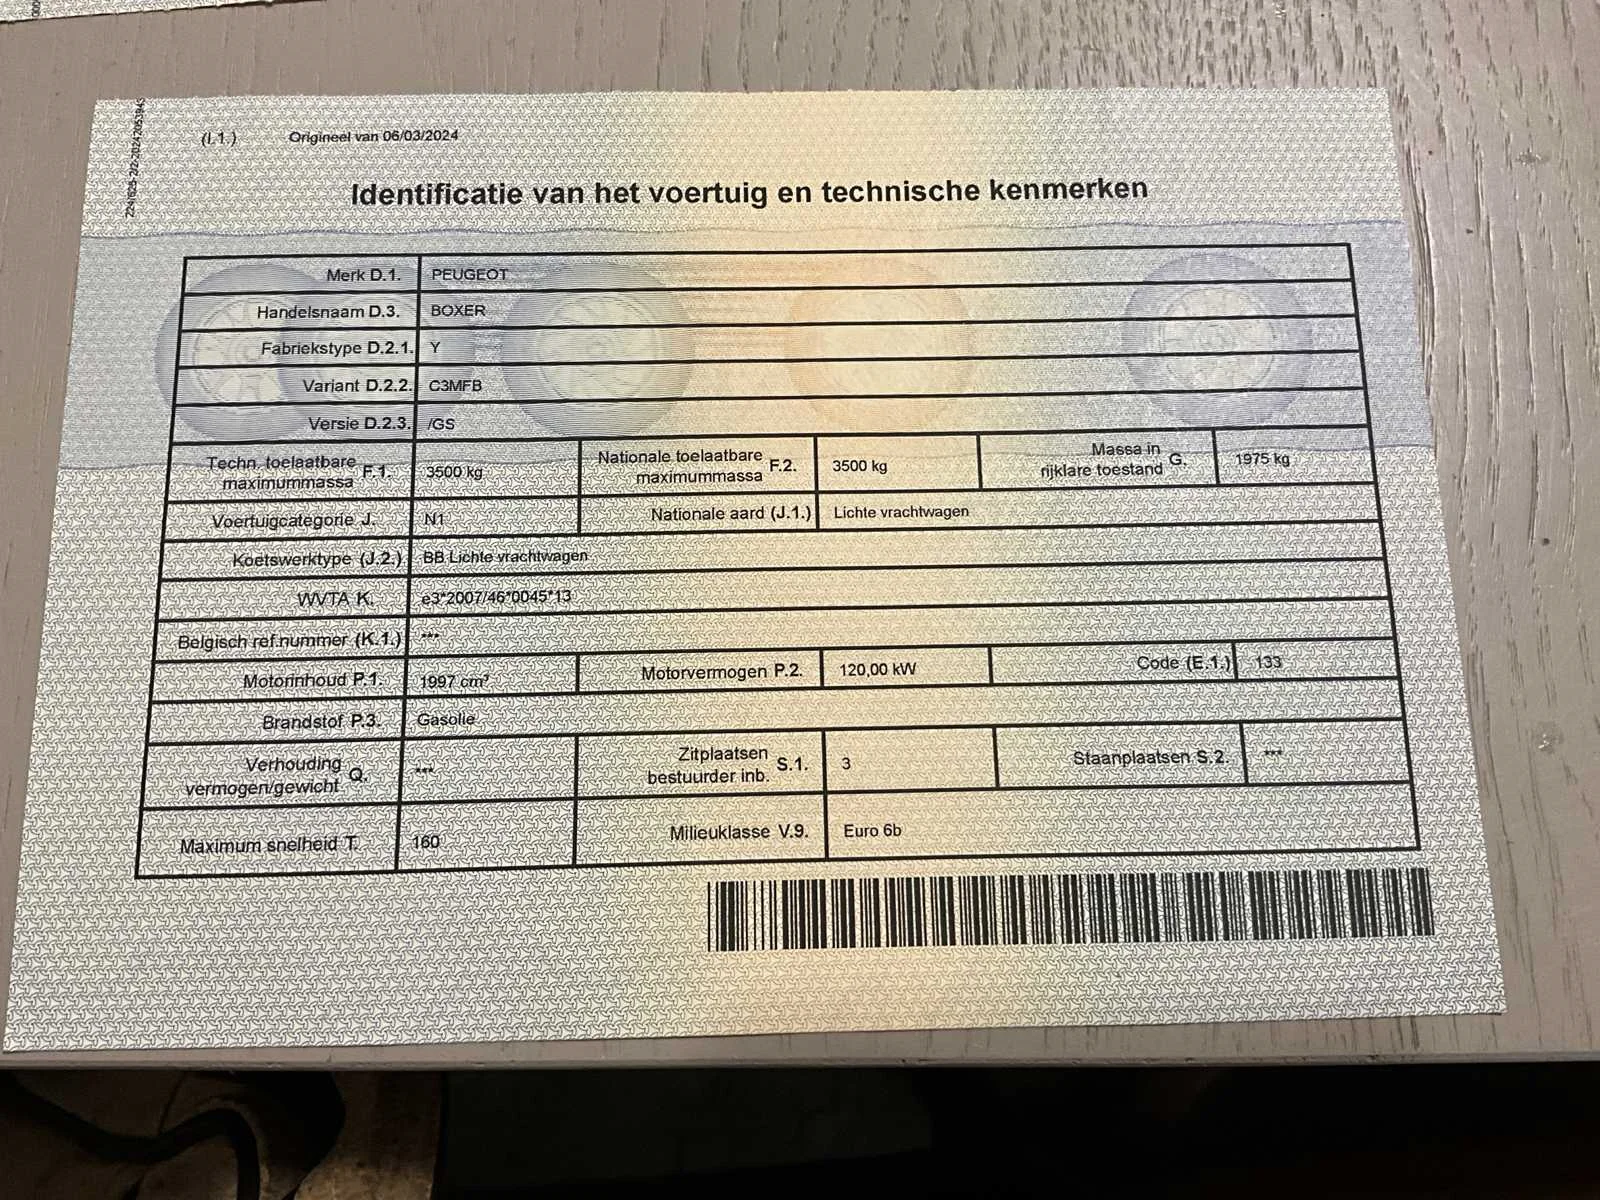 (I.1.) Origineel van 06/03/2024
Identificatie van het voertuig en technische kenmerken
Merk D.1. PEUGEOT
Handelsnaam D.3. BOXER
Fabriekstype D.2.1. Y
Variant D.2.2. C3MFB
Versie D.2.3. /GS
Techn. toelaatbare maximummassa F.1. 3500 kg Nationale toelaatbare maximummassa F.2. 3500 kg Massa in rijklare toestand G. 1975 kg
Voertuigcategorie J. N1 Nationale aard (J.1.) Lichte vrachtwagen
Koetswerktype (J.2.) BB Lichte vrachtwagen
WVTA K. e3*2007/46*0045*13
Belgisch ref.nummer (K.1.) ***
Motorinhoud P.1. 1997 cm³ Motorvermogen P.2. 120,00 kW Code (E.1.) 133
Brandstof P.3. Gasolie
Verhouding vermogen/gewicht Q. *** Zitplaatsen bestuurder inb. S.1. 3 Staanplaatsen S.2. ***
Maximum snelheid T. 160 Milieuklasse V.9. Euro 6b